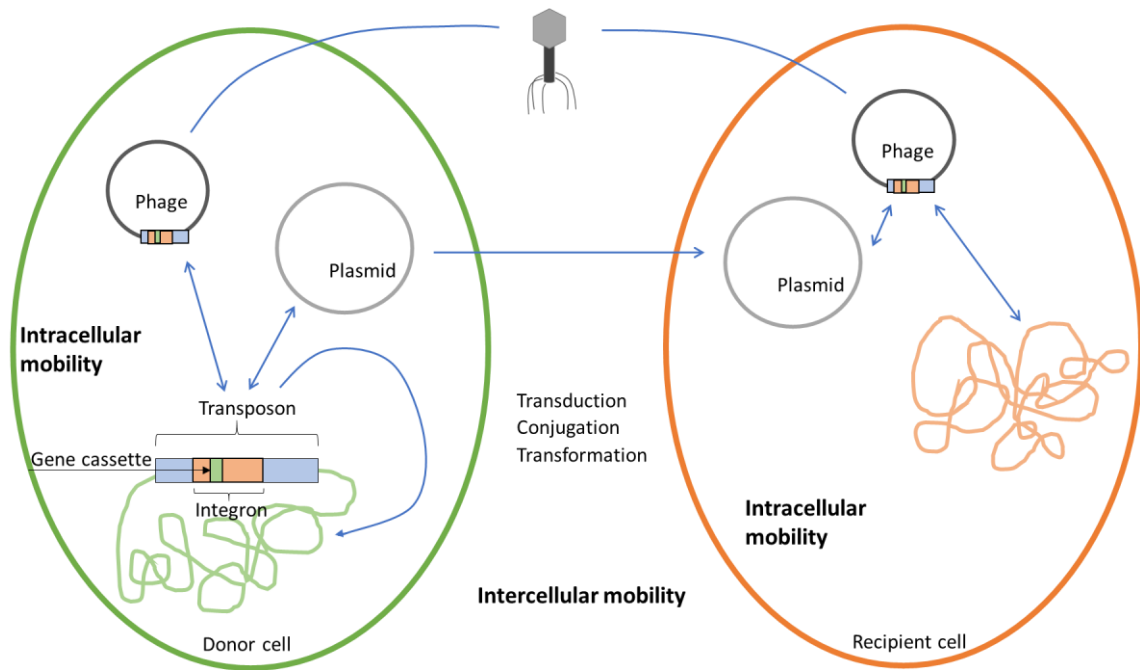 Phage
Plasmid
Intracellular
mobility
Transposon
Gene cassette
Integron
Donor cell
Transduction
Conjugation
Transformation
Intercellular mobility
Phage
Plasmid
Intracellular
mobility
Recipient cell